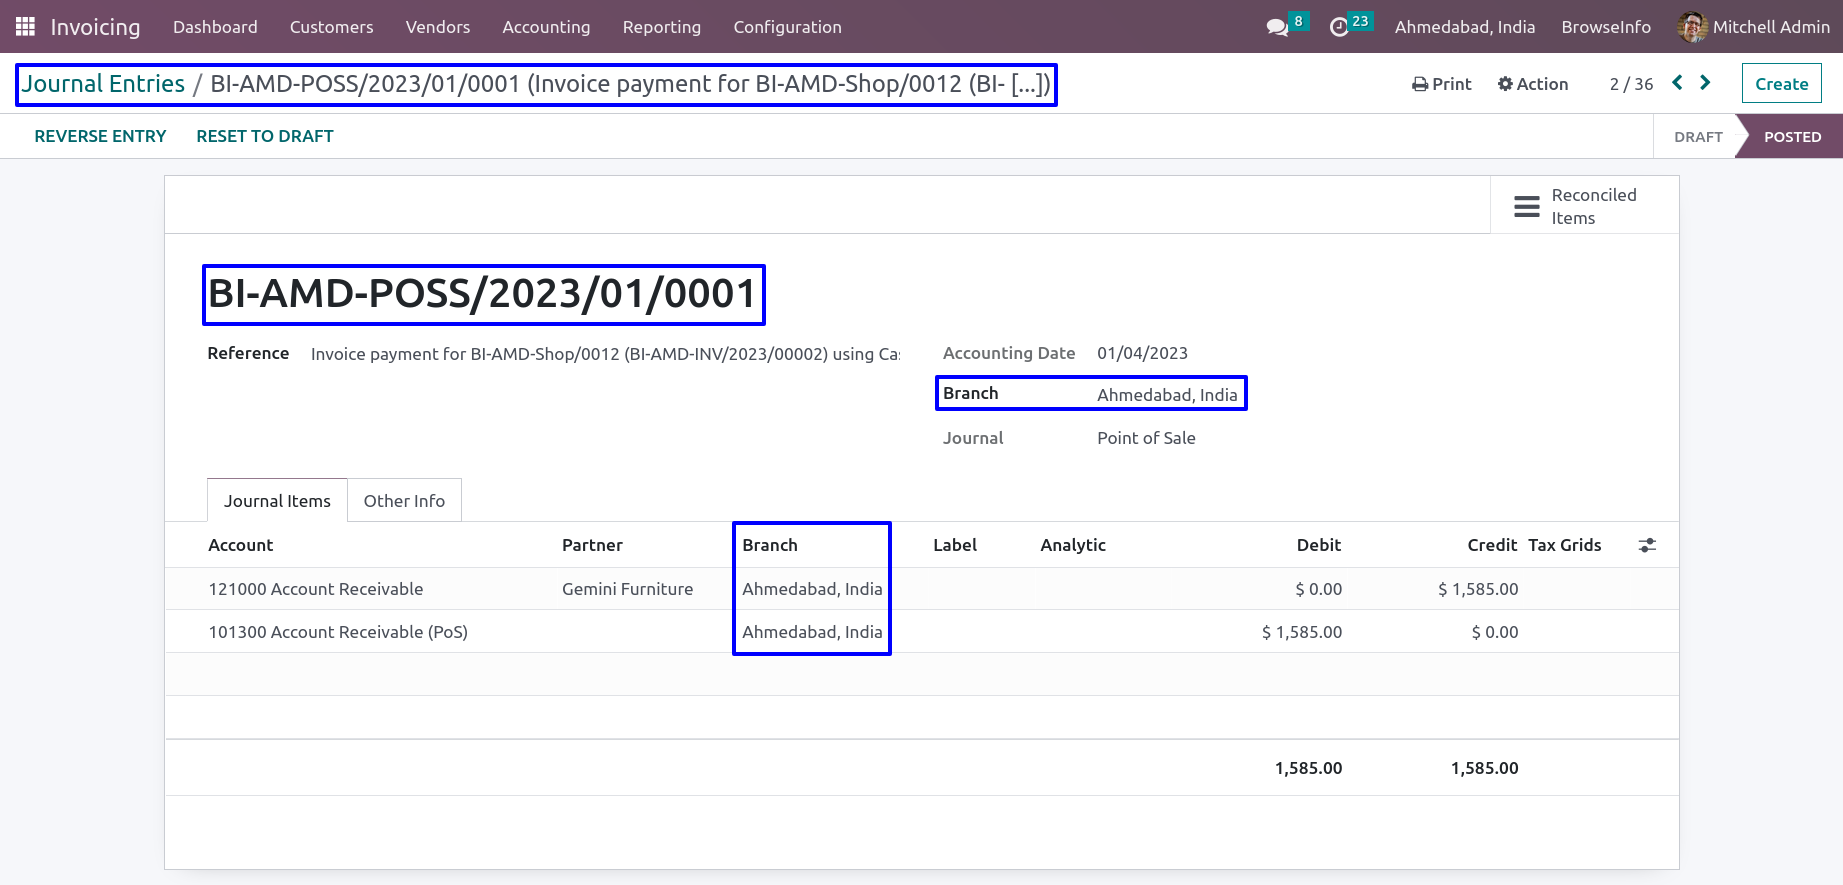 Invoicing Dashboard Customers Vendors Accounting Reporting Configuration 8 23 Ahmedabad, India BrowseInfo Mitchell Admin
Journal Entries / BI-AMD-POSS/2023/01/0001 (Invoice payment for BI-AMD-Shop/0012 (BI- [...]) Print Action 2 / 36 Create
REVERSE ENTRY RESET TO DRAFT DRAFT POSTED
Reconciled
Items
BI-AMD-POSS/2023/01/0001
Reference Invoice payment for BI-AMD-Shop/0012 (BI-AMD-INV/2023/00002) using Ca Accounting Date 01/04/2023
Branch Ahmedabad, India
Journal Point of Sale
Journal Items Other Info
Account Partner Branch Label Analytic Debit Credit Tax Grids
121000 Account Receivable Gemini Furniture Ahmedabad, India $ 0.00 $ 1,585.00
101300 Account Receivable (PoS) Ahmedabad, India $ 1,585.00 $ 0.00
1,585.00 1,585.00